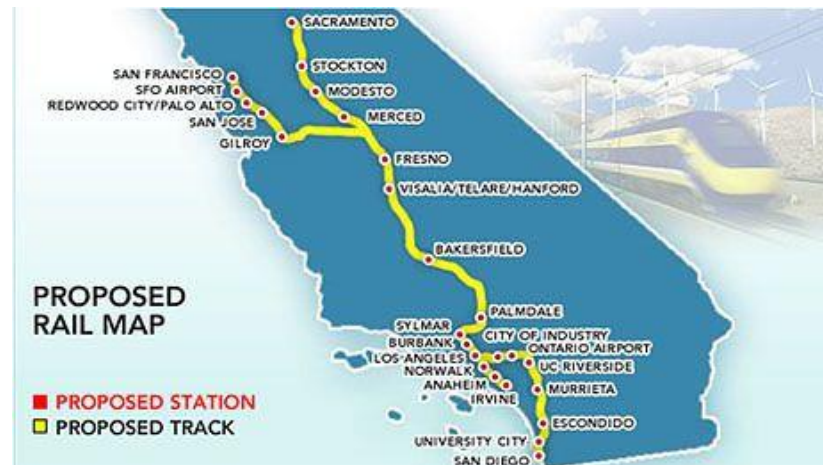 SACRAMENTO
STOCKTON
SAN FRANCISCO
SFO AIRPORT
MODESTO
REDWOOD CITY/PALO ALTO
MERCED
SAN JOSE
GILROY
FRESNO
VISALIA/TELARE/HANFORD
BAKERSFIELD
PROPOSED
RAIL MAP
PALMDALE
SYLMAR
CITY OF INDUSTRY
BURBANK
ONTARIO AIRPORT
LOS ANGELES
UC RIVERSIDE
NORWALK
ANAHEIM
MURRIETA
IRVINE
PROPOSED STATION
PROPOSED TRACK
ESCONDIDO
UNIVERSITY CITY
SAN DIEGO